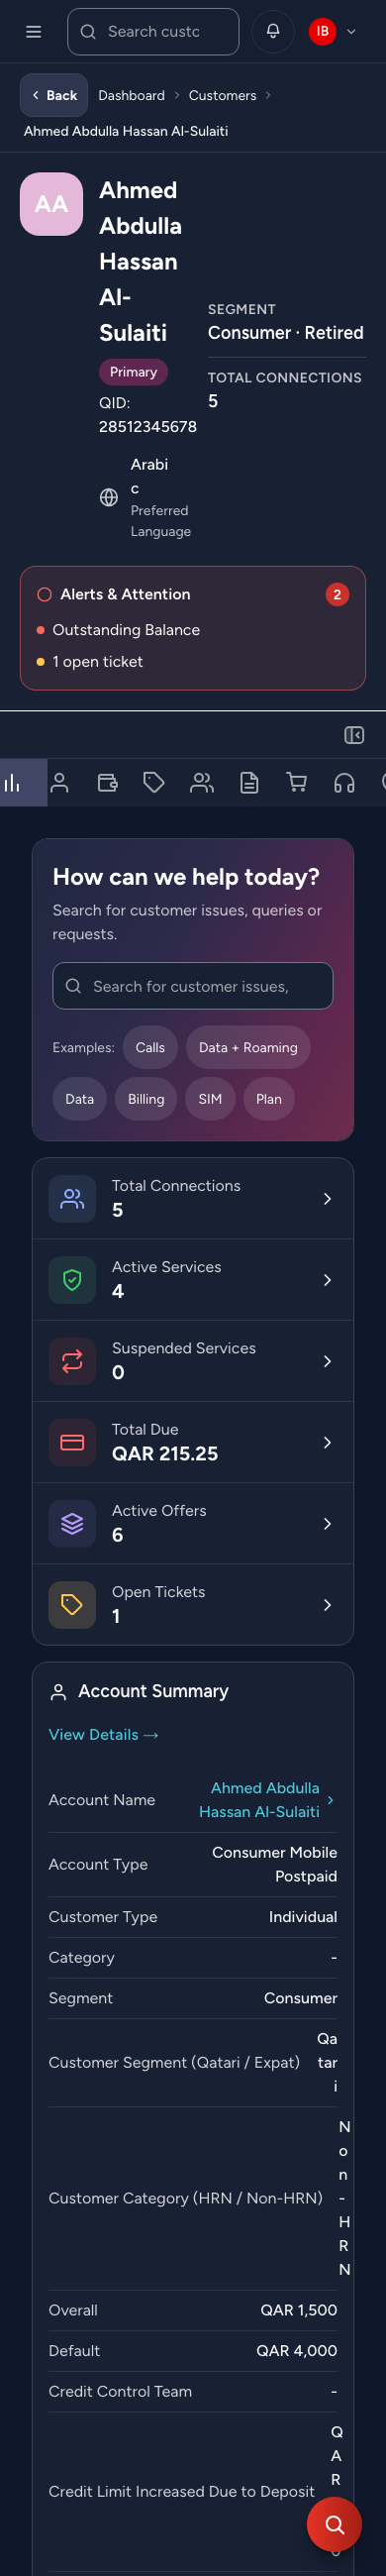 Search custo
IB
Back
Dashboard
Customers
Ahmed Abdulla Hassan Al-Sulaiti
AA
Ahmed
Abdulla
Hassan
Al-
Sulaiti
Primary
QID:
28512345678
Arabi
c
Preferred
Language
SEGMENT
Consumer · Retired
TOTAL CONNECTIONS
5
Alerts & Attention
2
Outstanding Balance
1 open ticket
How can we help today?
Search for customer issues, queries or
requests.
Search for customer issues,
Examples:
Calls
Data + Roaming
Data
Billing
SIM
Plan
Total Connections
5
Active Services
4
Suspended Services
0
Total Due
QAR 215.25
Active Offers
6
Open Tickets
1
Account Summary
View Details →
Account Name
Ahmed Abdulla
Hassan Al-Sulaiti
Account Type
Consumer Mobile
Postpaid
Customer Type
Individual
Category
-
Segment
Consumer
Customer Segment (Qatari / Expat)
Qa
tar
i
Customer Category (HRN / Non-HRN)
N
o
n
-
H
R
N
Overall
QAR 1,500
Default
QAR 4,000
Credit Control Team
-
Credit Limit Increased Due to Deposit
Q
A
R